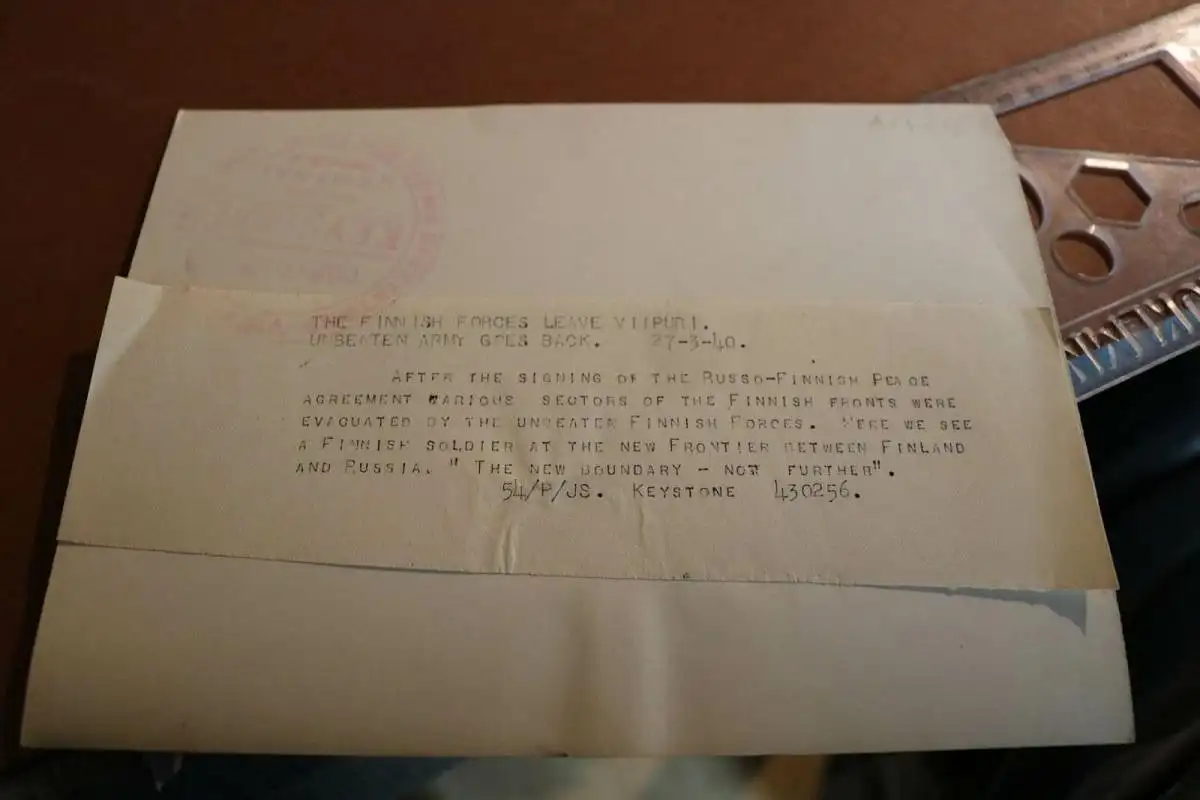 THE FINNISH FORCES LEAVE VIIPURI.
UNBEATEN ARMY GOES BACK. 27-3-40.
AFTER THE SIGNING OF THE RUSSO-FINNISH PEACE
AGREEMENT VARIOUS SECTORS OF THE FINNISH FRONTS WERE
EVACUATED BY THE UNBEATEN FINNISH FORCES. HERE WE SEE
A FINNISH SOLDIER AT THE NEW FRONTIER BETWEEN FINLAND
AND RUSSIA. " THE NEW BOUNDARY - NOT FURTHER".
54/P/JS. KEYSTONE 430256.